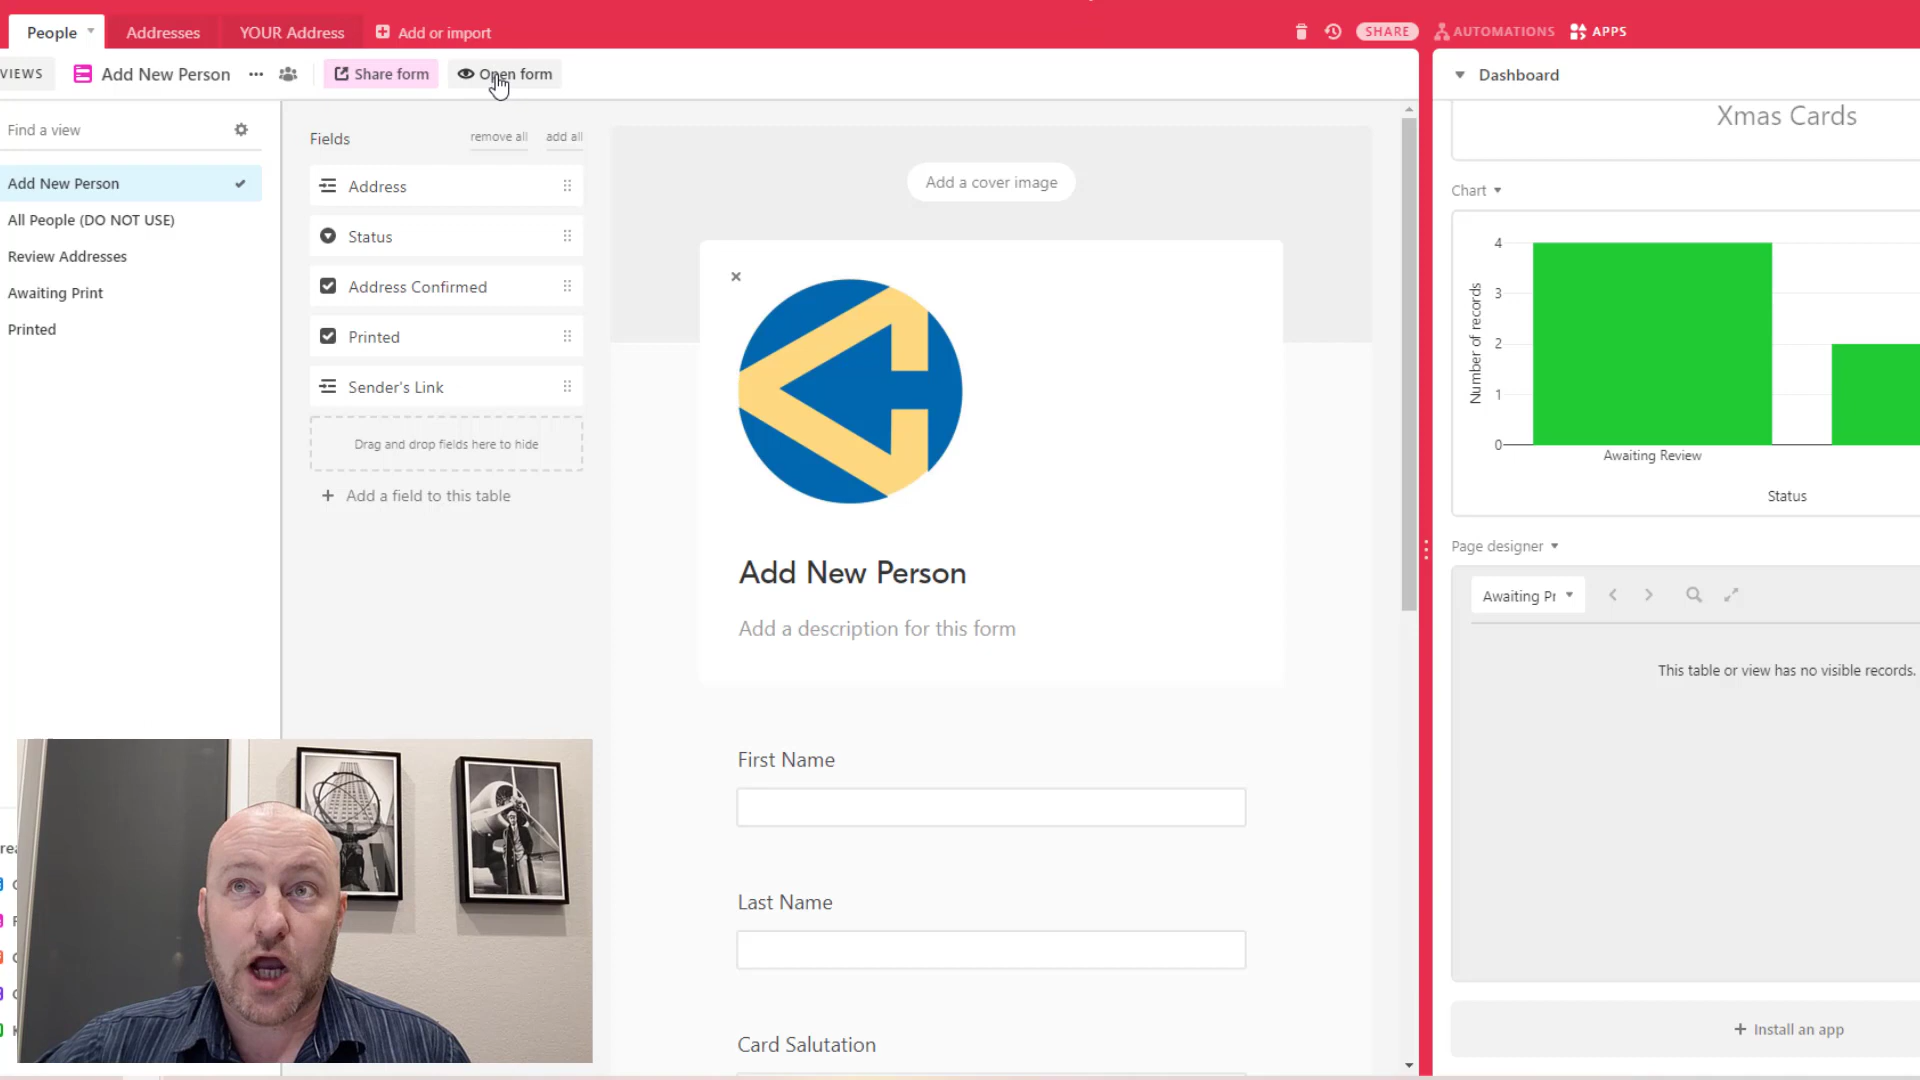 People
Addresses
YOUR Address
Add or import
SHARE
AUTOMATIONS
APPS
VIEWS
Add New Person
Share form
Open form
Dashboard
Find a view
Add New Person
All People (DO NOT USE)
Review Addresses
Awaiting Print
Printed
Fields
remove all
add all
Address
Status
Address Confirmed
Printed
Sender's Link
Drag and drop fields here to hide
Add a field to this table
Add a cover image
Add New Person
Add a description for this form
First Name
Last Name
Card Salutation
Xmas Cards
Chart
4
3
2
1
0
Number of records
Awaiting Review
Status
Page designer
Awaiting Pr
This table or view has no visible records.
Install an app